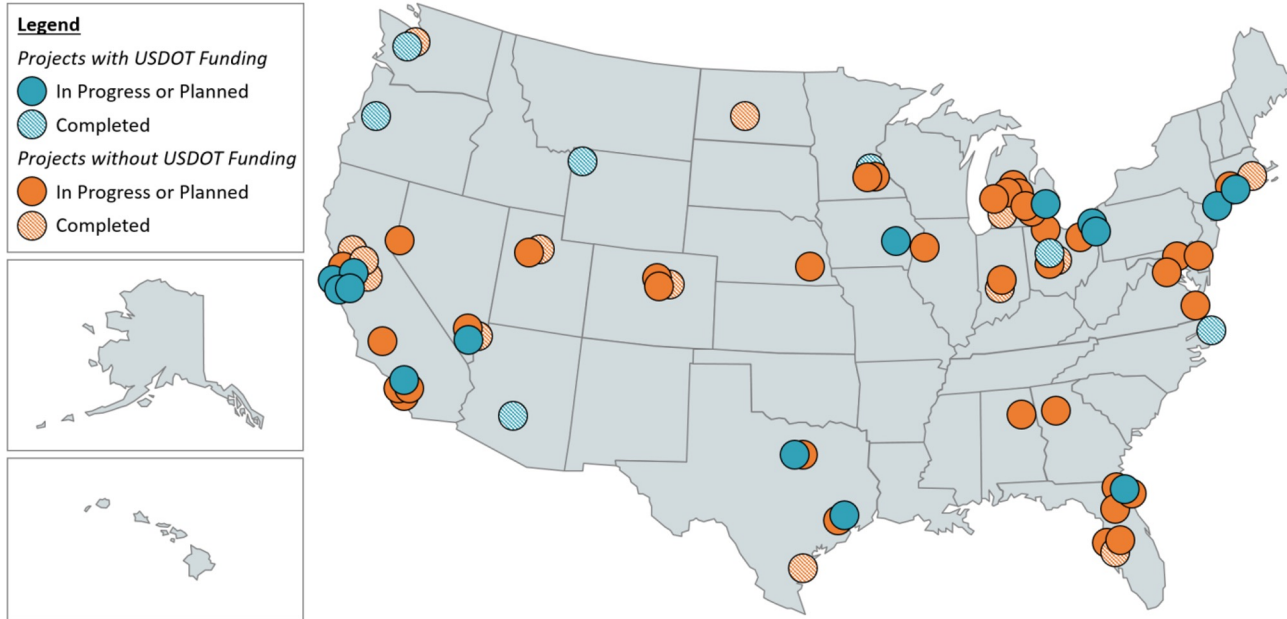 Legend
Projects with USDOT Funding
In Progress or Planned
Completed
Projects without USDOT Funding
In Progress or Planned
Completed